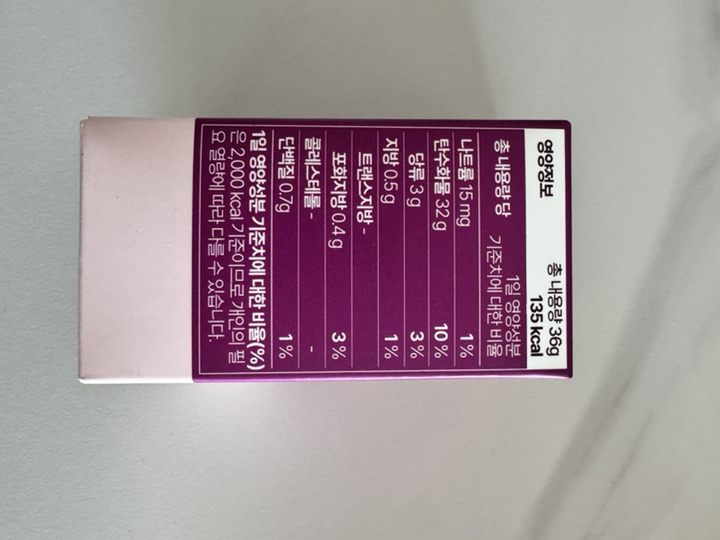 영양정보
총 내용량 36g
135 kcal
총 내용량당
1일 영양성분
기준치에 대한 비율
나트륨 15 mg 1 %
탄수화물 32 g 10 %
당류 3 g 3 %
지방 0.5 g 1 %
트랜스지방 -
포화지방 0.4 g 3 %
콜레스테롤 - -
단백질 0.7g 1 %
1일 영양성분 기준치에 대한 비율(%)
은 2,000 kcal 기준이므로 개인의 필
요 열량에 따라 다를 수 있습니다.